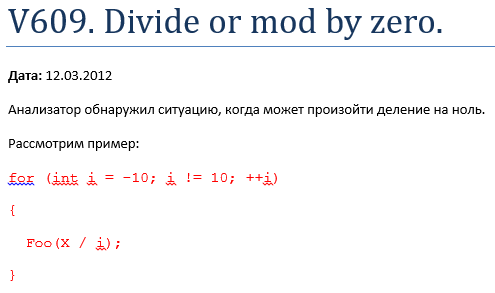 V609. Divide or mod by zero.
Дата: 12.03.2012
Анализатор обнаружил ситуацию, когда может произойти деление на ноль.
Рассмотрим пример:
for (int i = -10; i != 10; ++i)
{
  Foo(X / i);
}